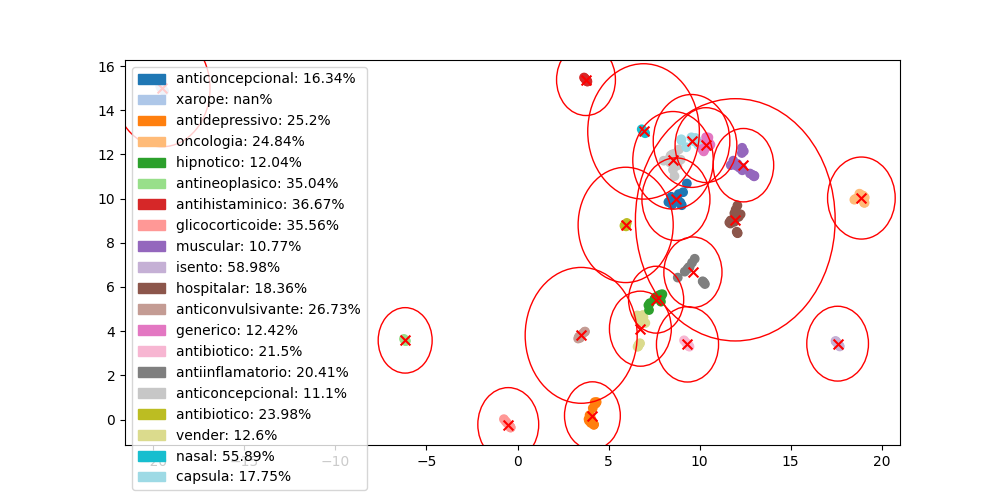 16
14
12
10
8
6
4
2
0
anticoncepcional: 16.34%
xarope: nan%
antidepressivo: 25.2%
oncologia: 24.84%
hipnotico: 12.04%
antineoplasico: 35.04%
antihistaminico: 36.67%
glicocorticoide: 35.56%
muscular: 10.77%
isento: 58.98%
hospitalar: 18.36%
anticonvulsivante: 26.73%
generico: 12.42%
antibiotico: 21.5%
antiinflamatorio: 20.41%
anticoncepcional: 11.1%
antibiotico: 23.98%
vender: 12.6%
nasal: 55.89%
capsula: 17.75%
−20 −15 −10 −5 0 5 10 15 20